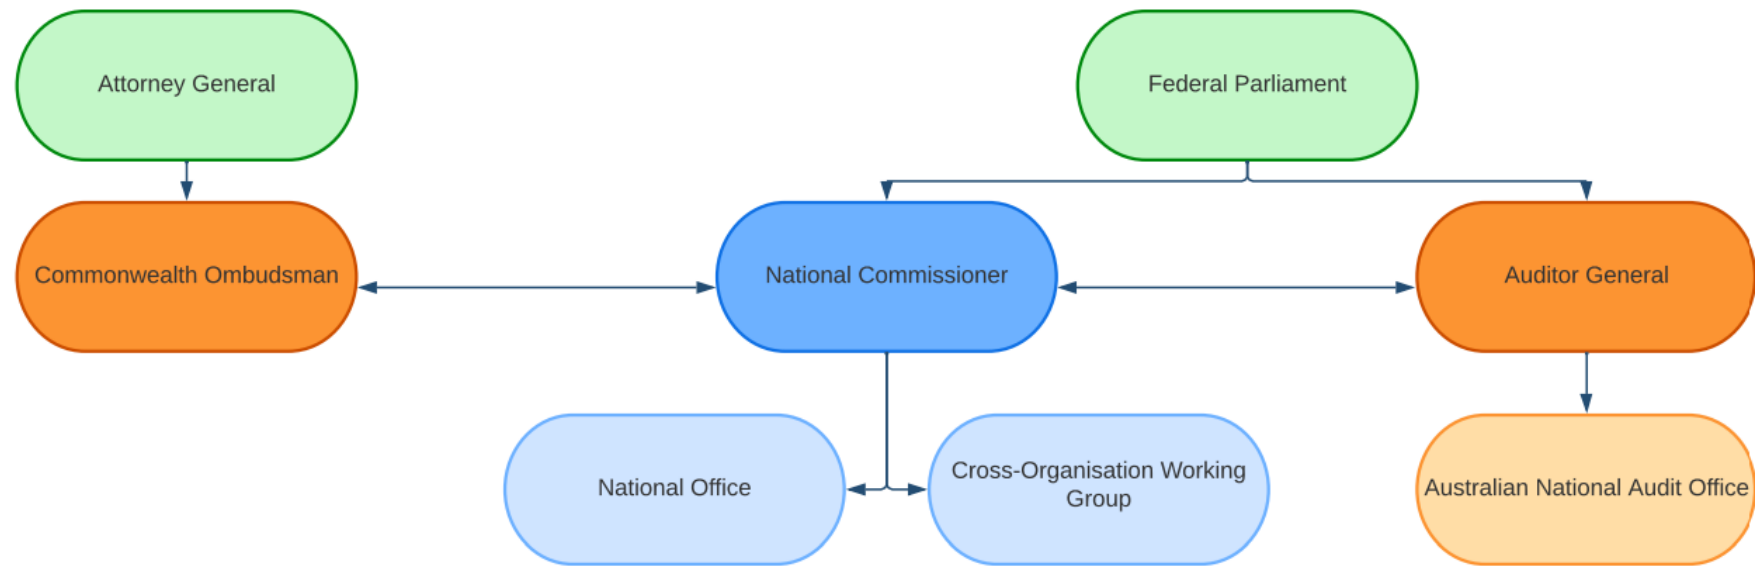 Attorney General
Federal Parliament
Commonwealth Ombudsman
National Commissioner
Auditor General
National Office
Cross-Organisation Working
Group
Australian National Audit Office